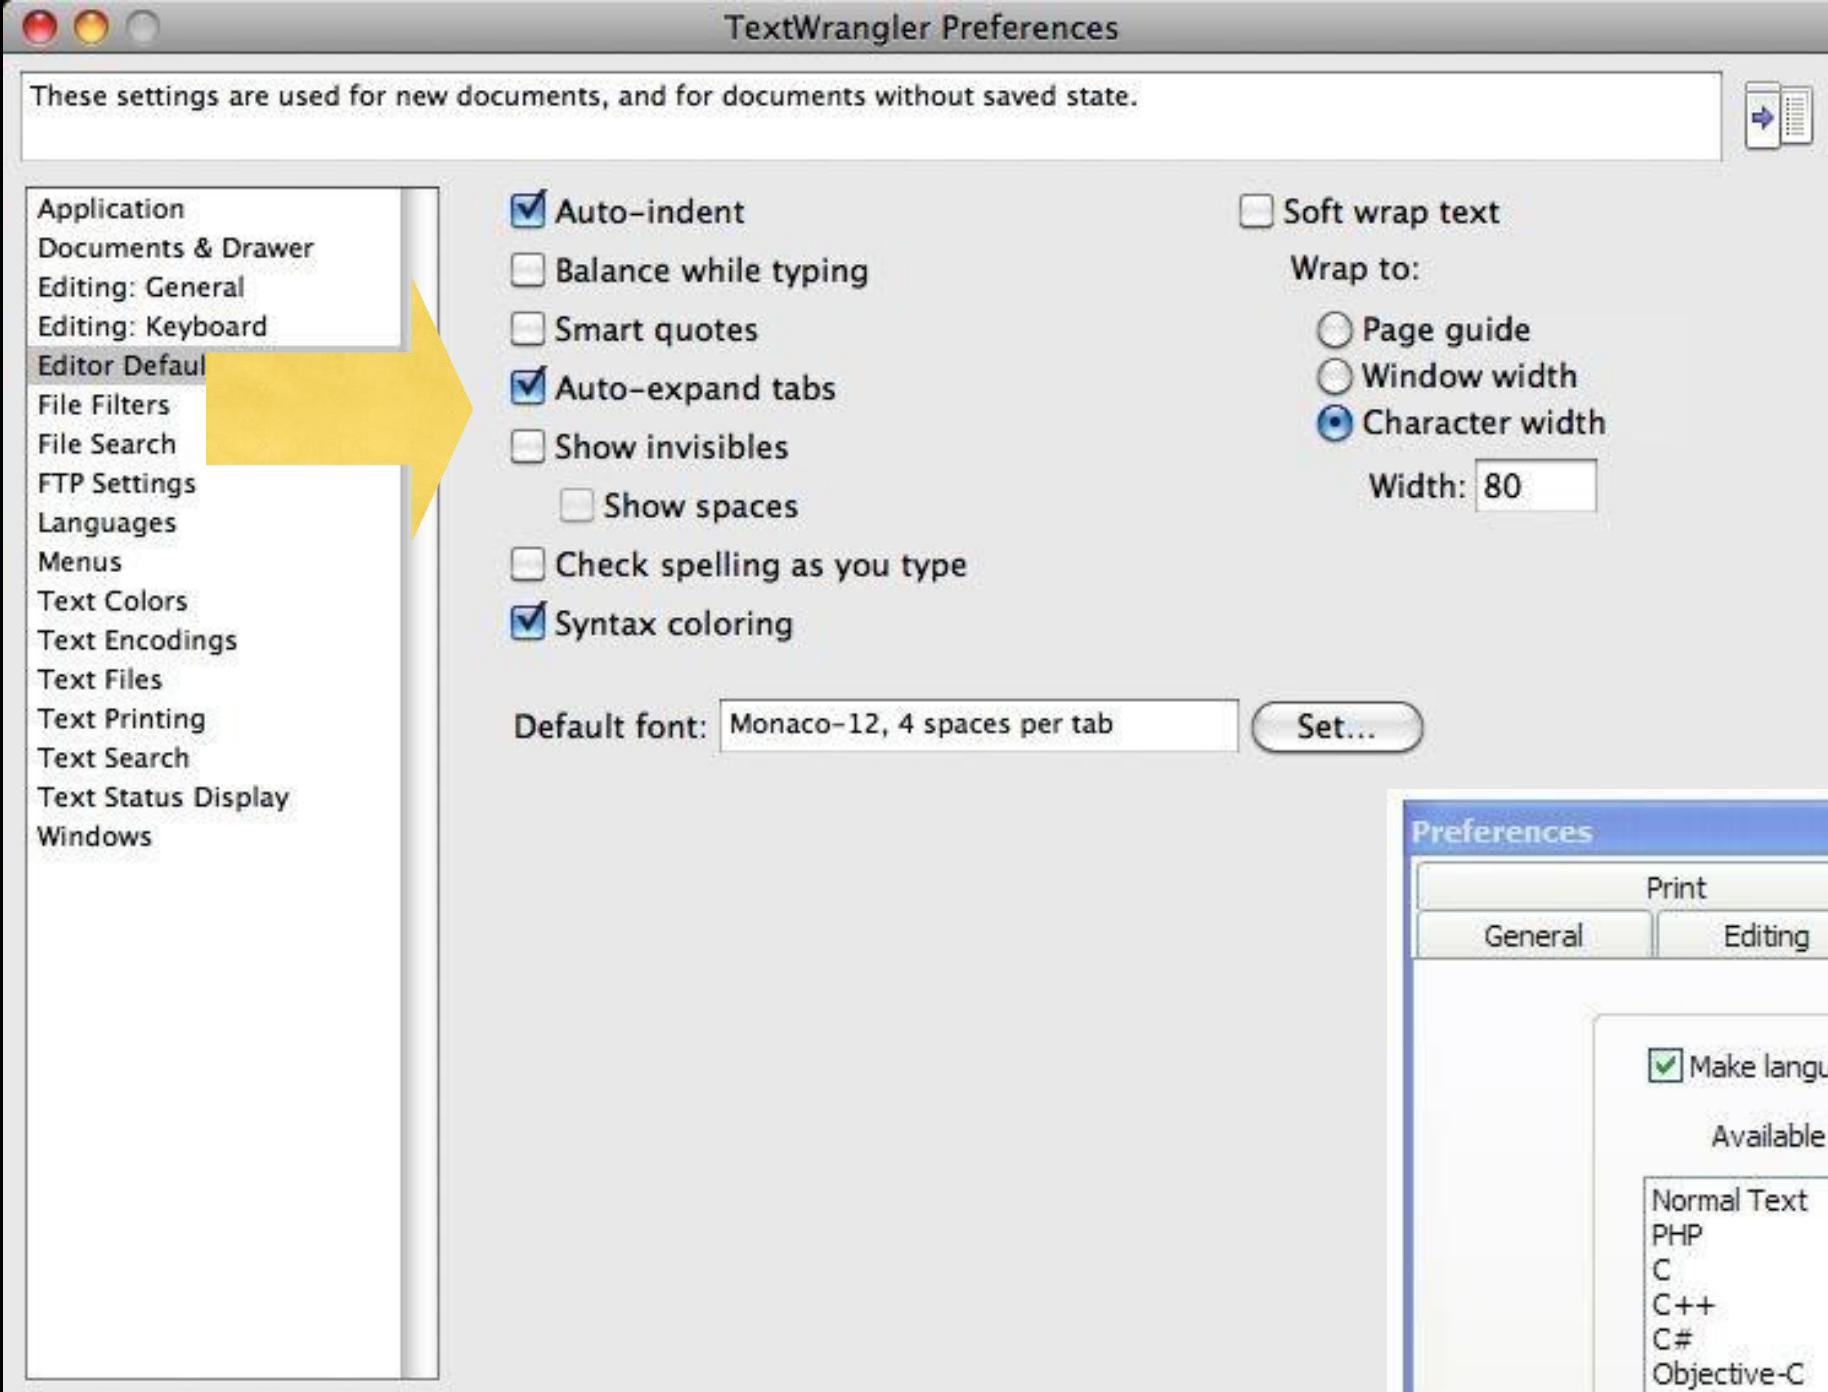 TextWrangler Preferences
These settings are used for new documents, and for documents without saved state.
Application
Documents & Drawer
Editing: General
Editing: Keyboard
Editor Defaul
File Filters
File Search
FTP Settings
Languages
Menus
Text Colors
Text Encodings
Text Files
Text Printing
Text Search
Text Status Display
Windows
Auto-indent
Balance while typing
Smart quotes
Auto-expand tabs
Show invisibles
Show spaces
Check spelling as you type
Syntax coloring
Soft wrap text
Wrap to:
Page guide
Window width
Character width
Width: 80
Default font: Monaco-12, 4 spaces per tab Set...
Preferences
Print
General Editing
Make langu
Available
Normal Text
PHP
C
C++
C#
Objective-C